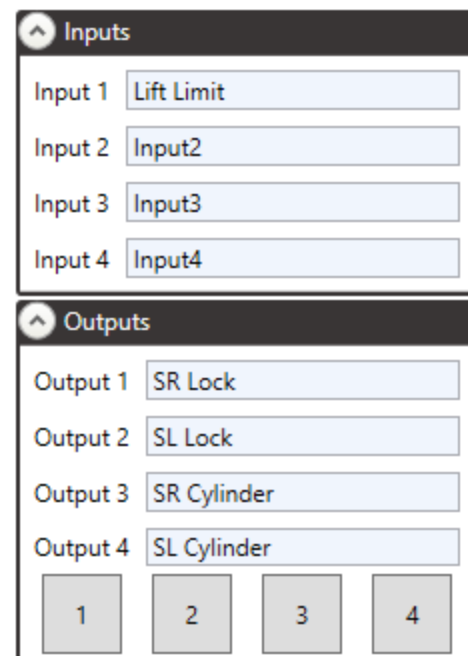 Inputs
Input 1 Lift Limit
Input 2 Input2
Input 3 Input3
Input 4 Input4
Outputs
Output 1 SR Lock
Output 2 SL Lock
Output 3 SR Cylinder
Output 4 SL Cylinder
1 2 3 4